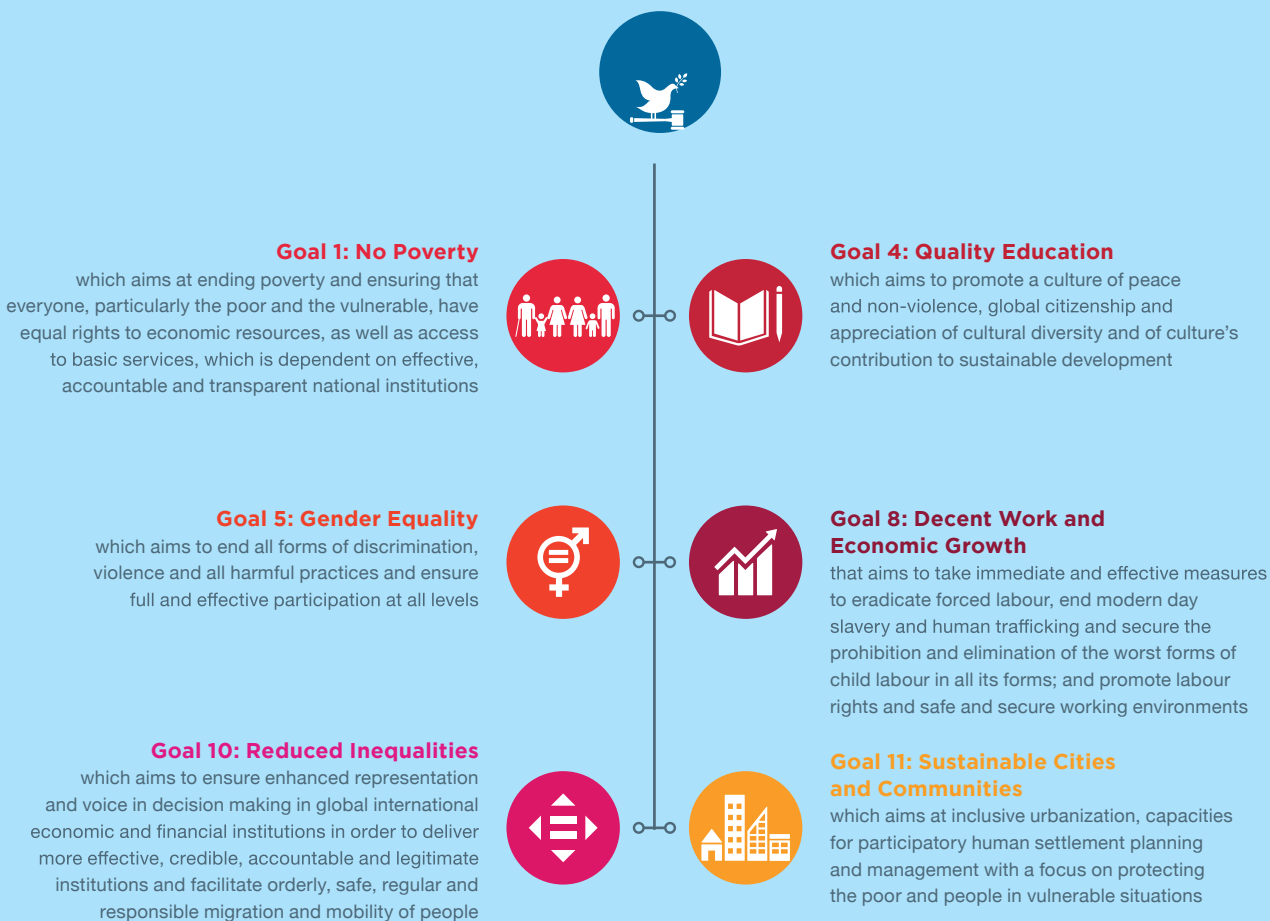 Goal 1: No Poverty
which aims at ending poverty and ensuring that
everyone, particularly the poor and the vulnerable, have
equal rights to economic resources, as well as access
to basic services, which is dependent on effective,
accountable and transparent national institutions
Goal 4: Quality Education
which aims to promote a culture of peace
and non-violence, global citizenship and
appreciation of cultural diversity and of culture’s
contribution to sustainable development
Goal 5: Gender Equality
which aims to end all forms of discrimination,
violence and all harmful practices and ensure
full and effective participation at all levels
Goal 8: Decent Work and
Economic Growth
that aims to take immediate and effective measures
to eradicate forced labour, end modern day
slavery and human trafficking and secure the
prohibition and elimination of the worst forms of
child labour in all its forms; and promote labour
rights and safe and secure working environments
Goal 10: Reduced Inequalities
which aims to ensure enhanced representation
and voice in decision making in global international
economic and financial institutions in order to deliver
more effective, credible, accountable and legitimate
institutions and facilitate orderly, safe, regular and
responsible migration and mobility of people
Goal 11: Sustainable Cities
and Communities
which aims at inclusive urbanization, capacities
for participatory human settlement planning
and management with a focus on protecting
the poor and people in vulnerable situations